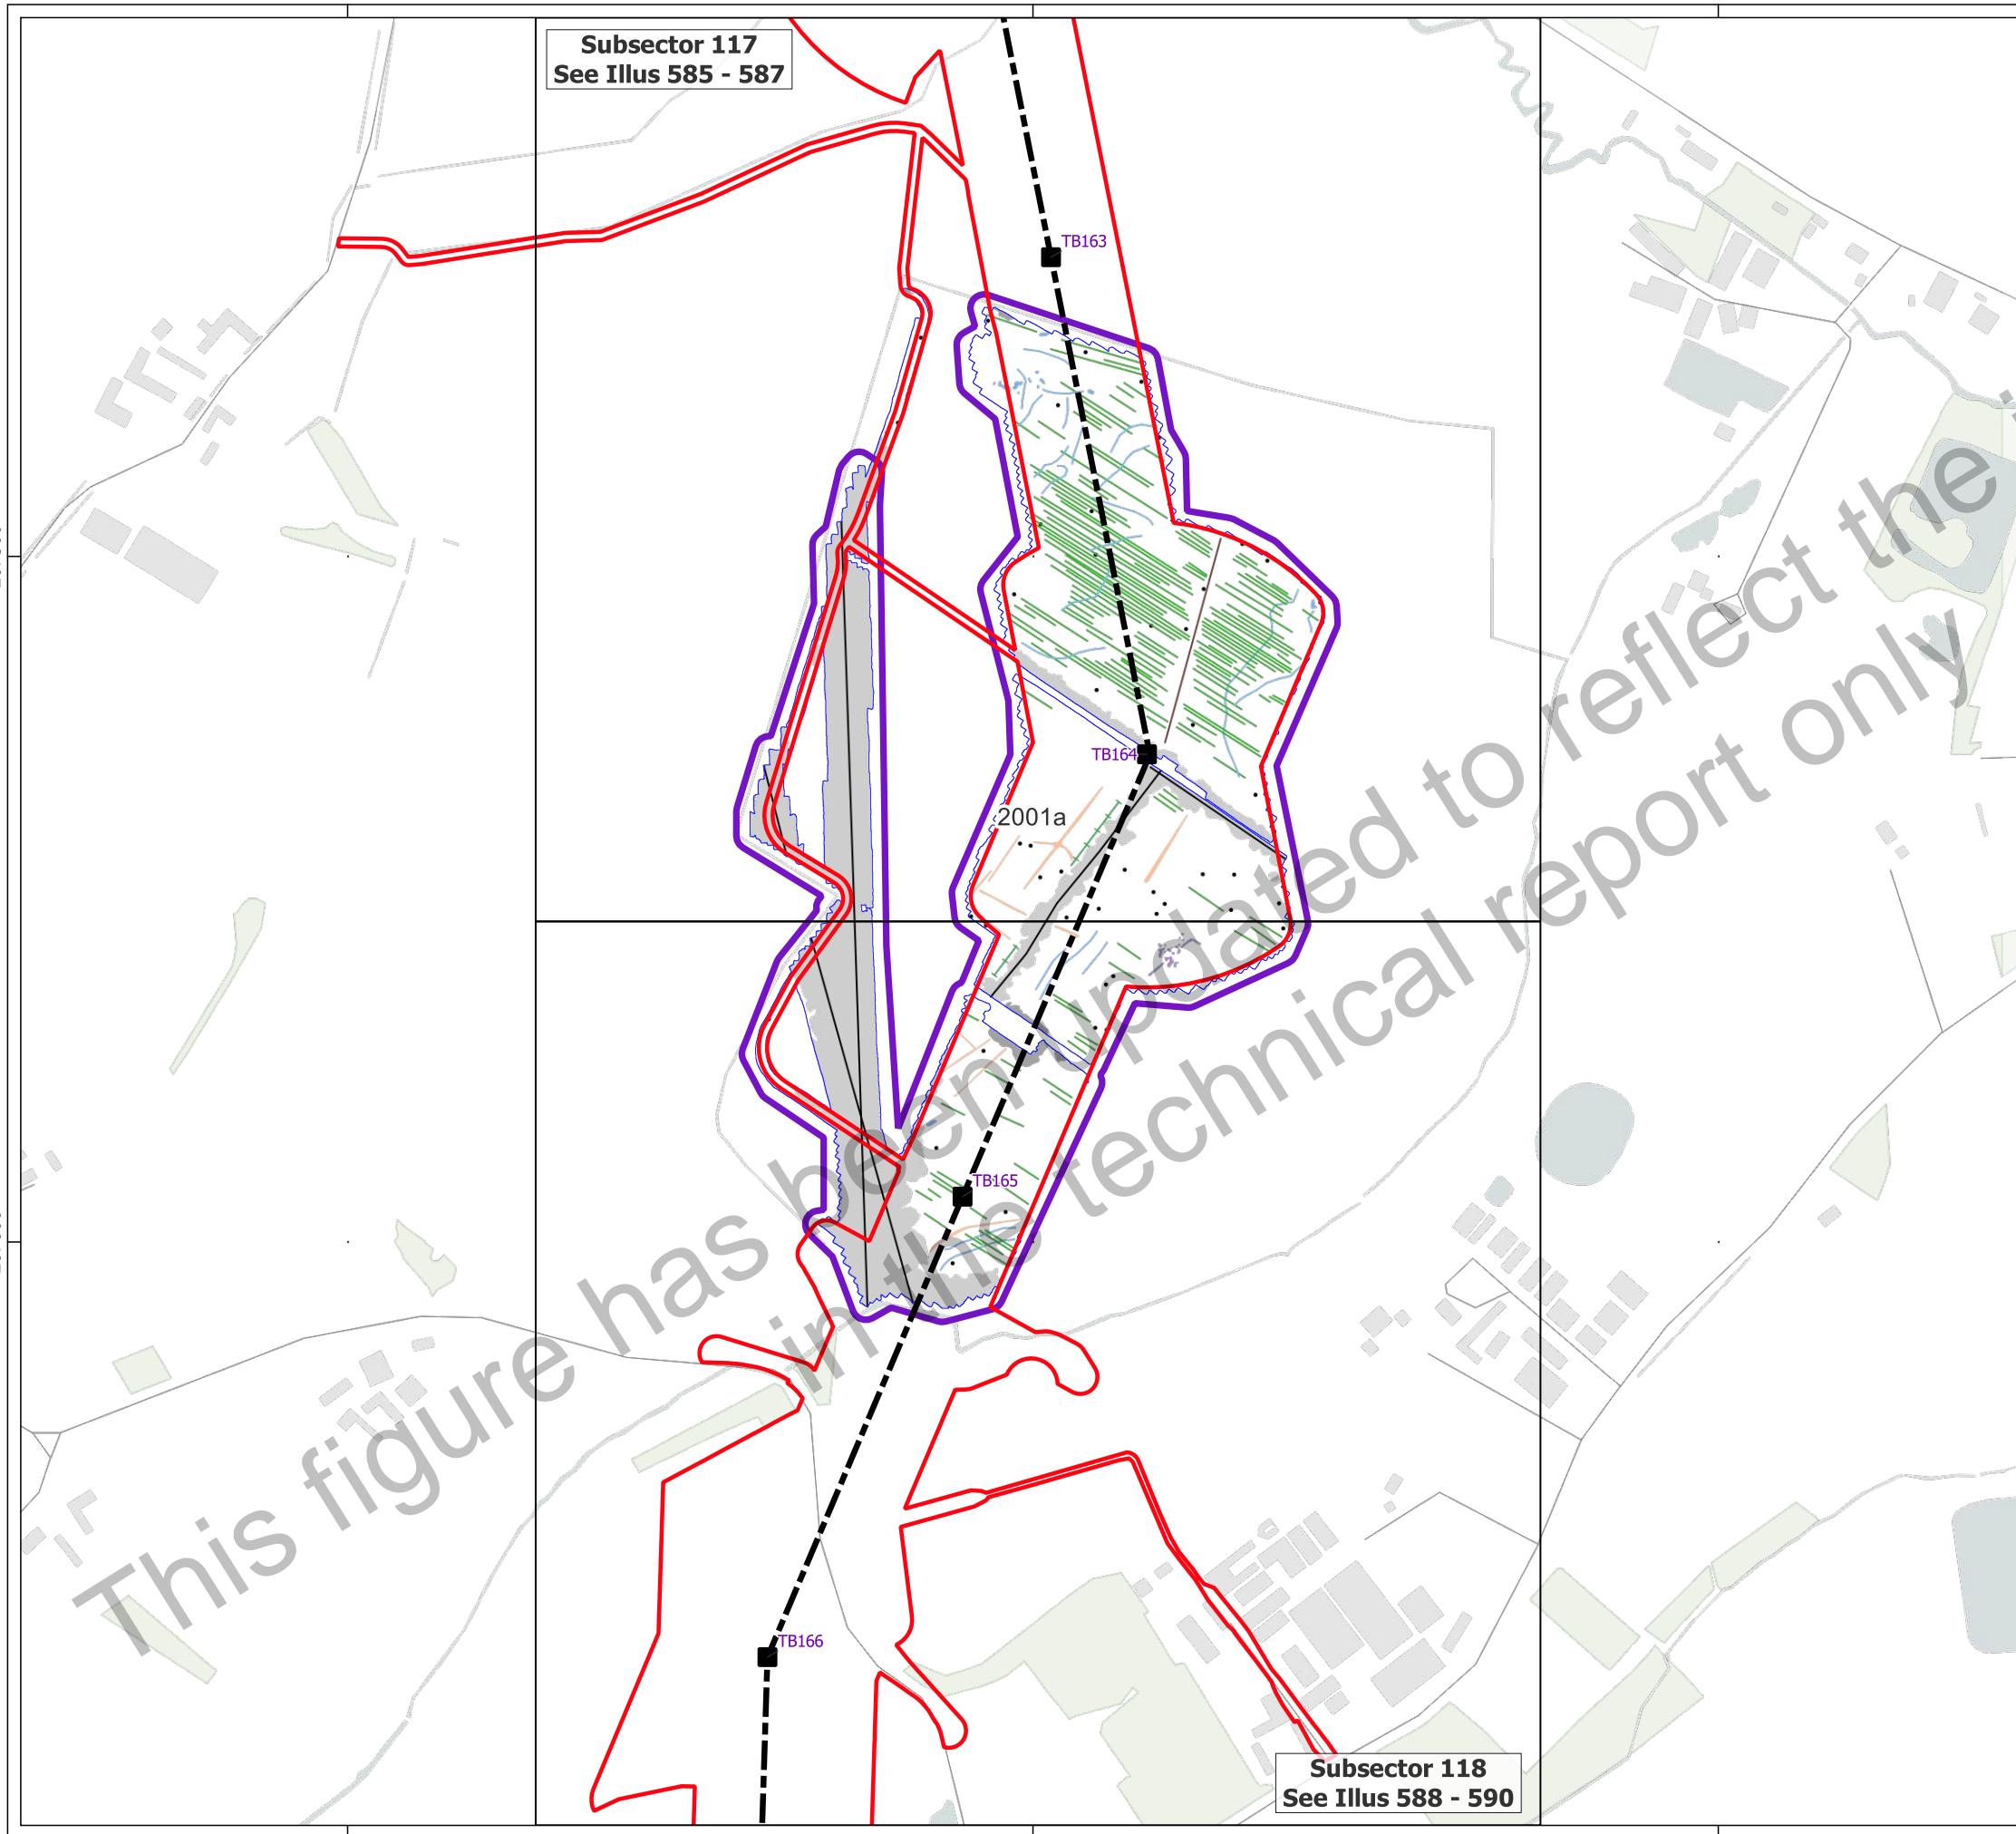 Subsector 117
See Illus 585 - 587
TB163
TB164
2001a
TB165
TB166
Subsector 118
See Illus 588 - 590
This figure has been updated to reflect the
in the technical report only